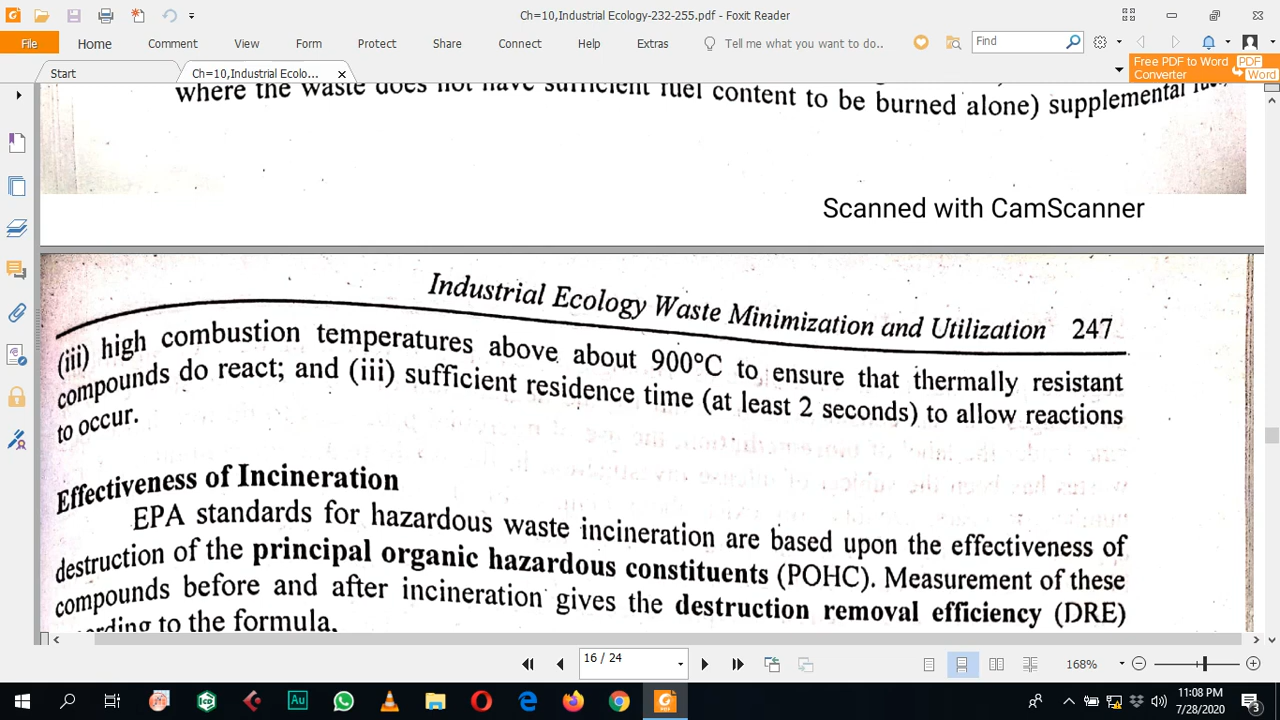 Ch=10,Industrial Ecology-232-255.pdf - Foxit Reader
File Home Comment View Form Protect Share Connect Help Extras Tell me what you want to do.. Find
Free PDF to Word Converter PDF Word
Start Ch=10,Industrial Ecolo...
where the waste does not have sufficient fuel content to be burned alone) supplemental fuel,
Scanned with CamScanner
Industrial Ecology Waste Minimization and Utilization 247
(iii) high combustion temperatures above about 900°C to ensure that thermally resistant
compounds do react; and (iii) sufficient residence time (at least 2 seconds) to allow reactions
to occur.
Effectiveness of Incineration
EPA standards for hazardous waste incineration are based upon the effectiveness of
destruction of the principal organic hazardous constituents (POHC). Measurement of these
compounds before and after incineration gives the destruction removal efficiency (DRE)
to the formula,
16 / 24
168%
11:08 PM
7/28/2020
3